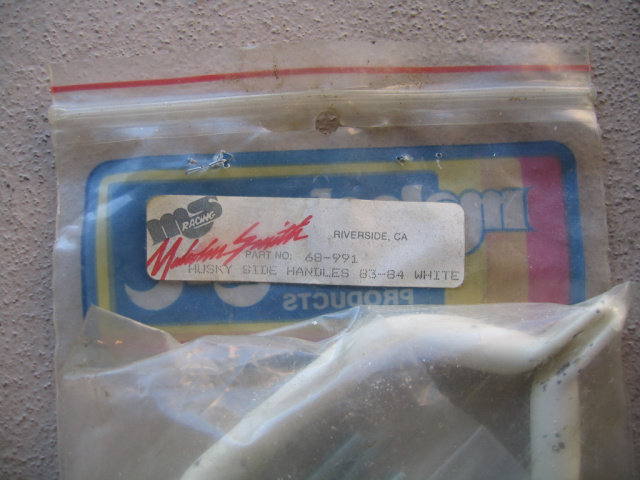 MS
RACING
Malcolm Smith
RIVERSIDE, CA
PART NO: 68-991
HUSKY SIDE HANDLES 83-84 WHITE
PRODUCTS